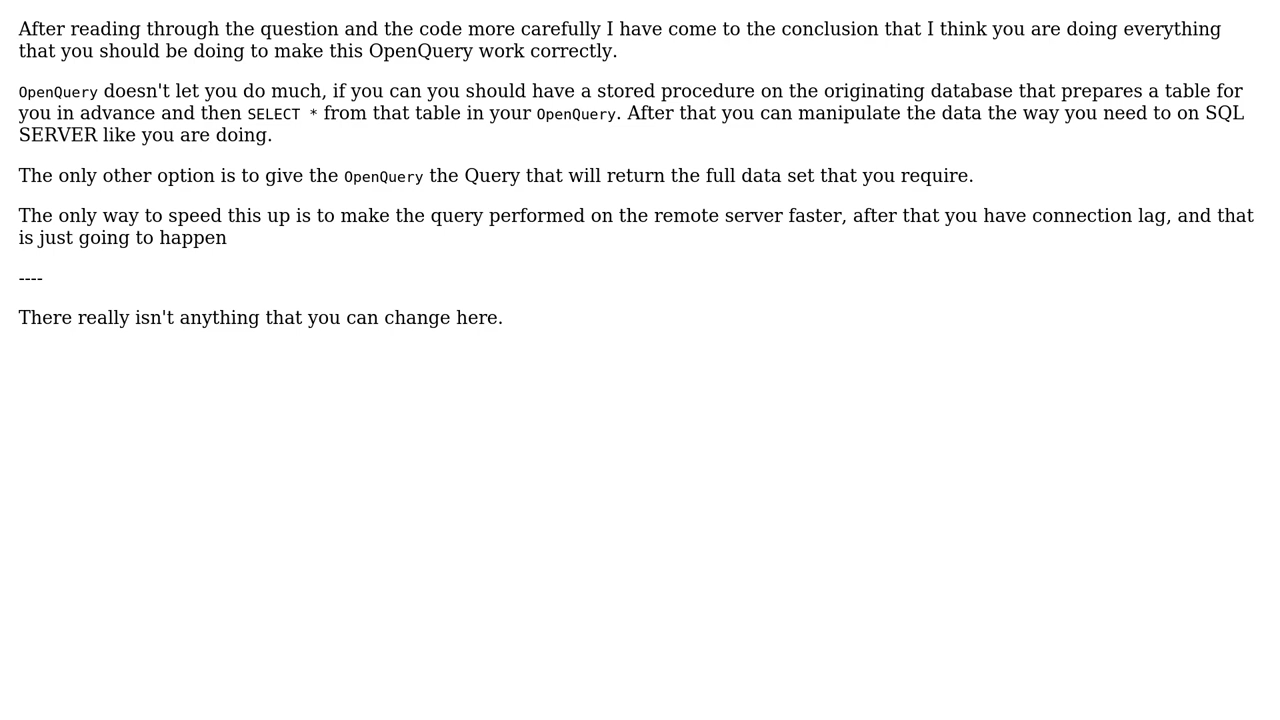 After reading through the question and the code more carefully I have come to the conclusion that I think you are doing everything
that you should be doing to make this OpenQuery work correctly.
OpenQuery doesn't let you do much, if you can you should have a stored procedure on the originating database that prepares a table for
you in advance and then SELECT * from that table in your OpenQuery. After that you can manipulate the data the way you need to on SQL
SERVER like you are doing.
The only other option is to give the OpenQuery the Query that will return the full data set that you require.
The only way to speed this up is to make the query performed on the remote server faster, after that you have connection lag, and that
is just going to happen
----
There really isn't anything that you can change here.